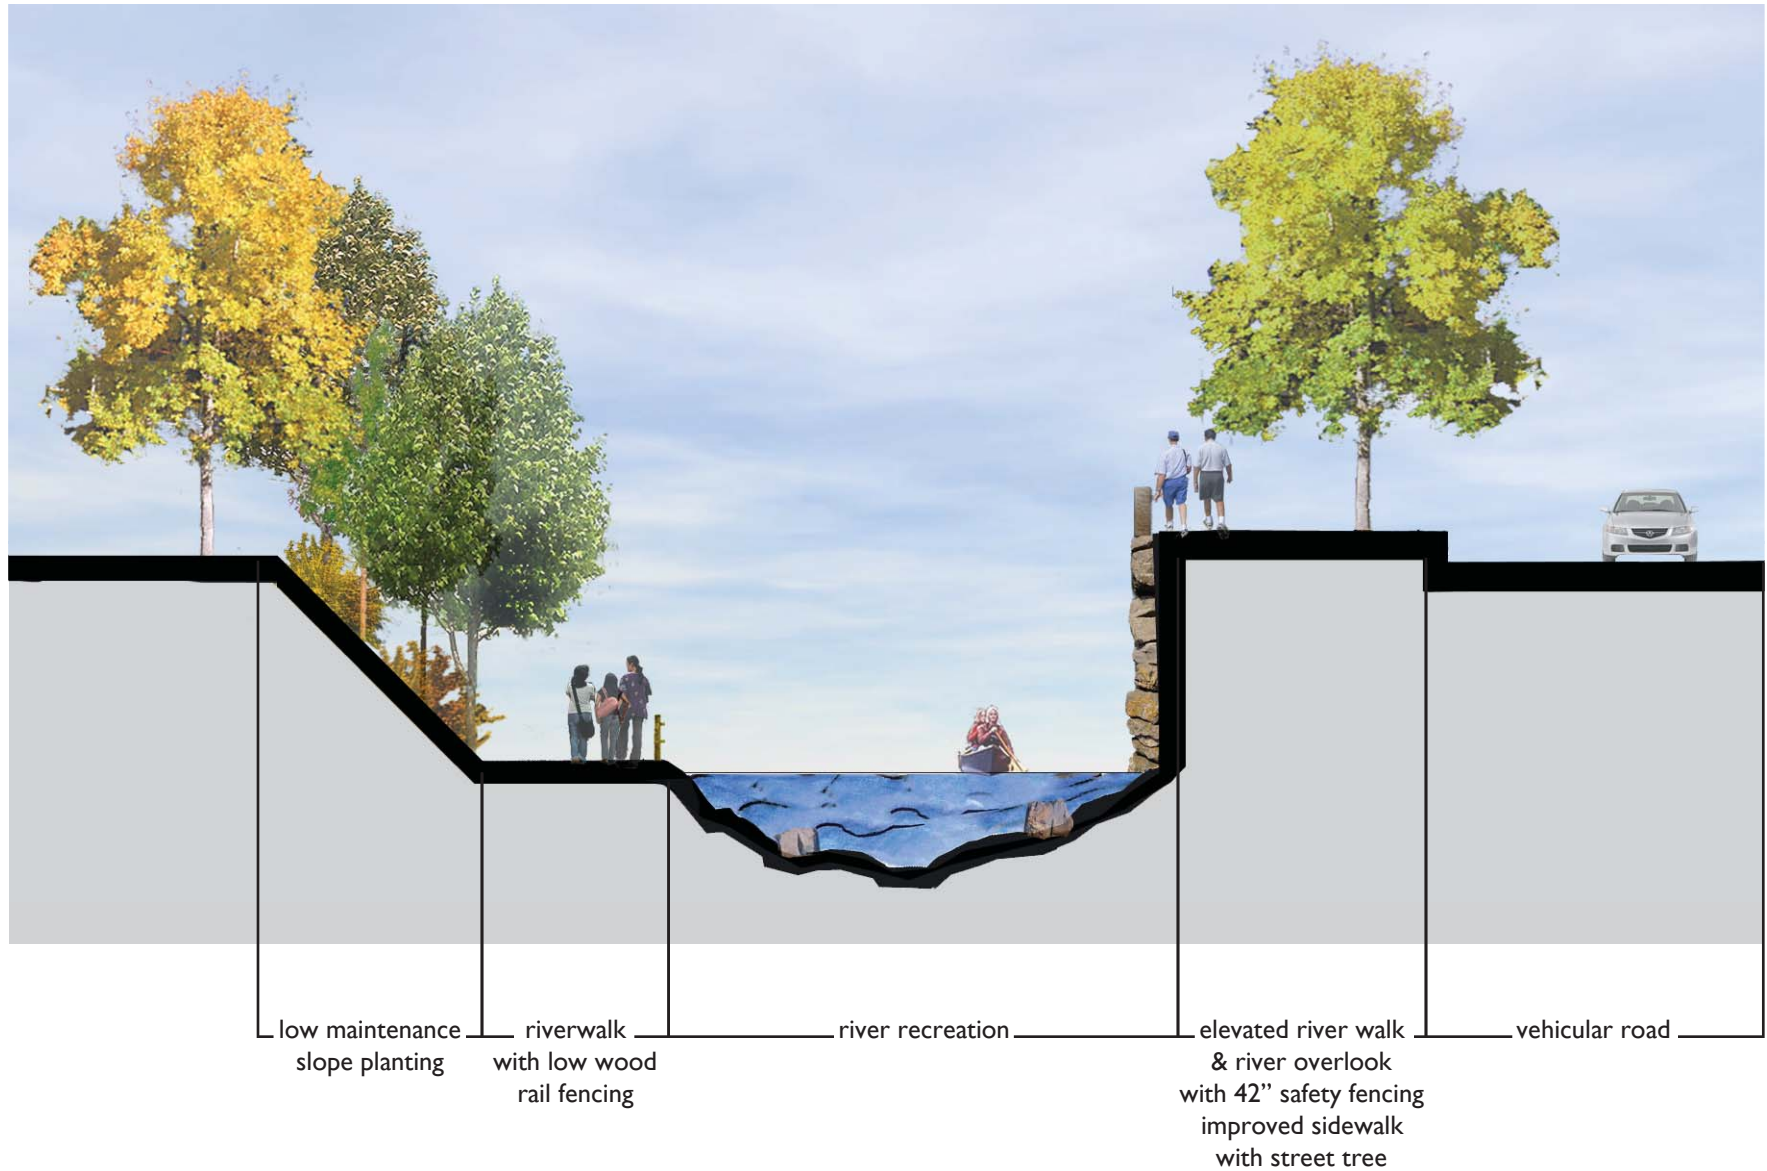 low maintenance
slope planting
riverwalk
with low wood
rail fencing
river recreation
elevated river walk
& river overlook
with 42” safety fencing
improved sidewalk
with street tree
vehicular road